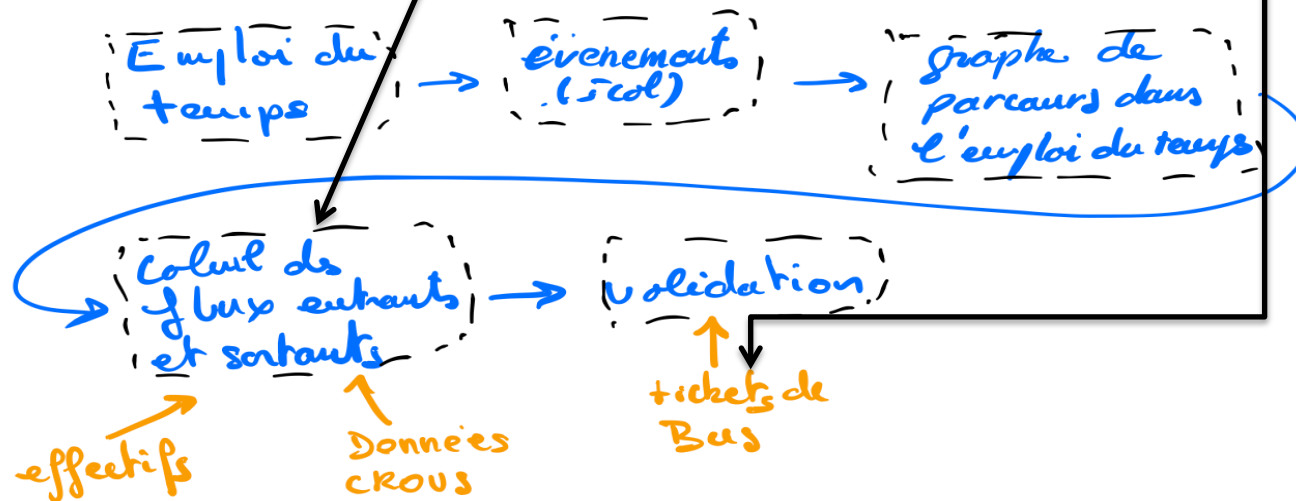 Emploi du
temps
évenements
(ical)
graphe de
parcours dans
l'emploi du temps
calcul des
flux entrants
et sortants
validation
effectifs
Données
CROUS
tickets de
Bus